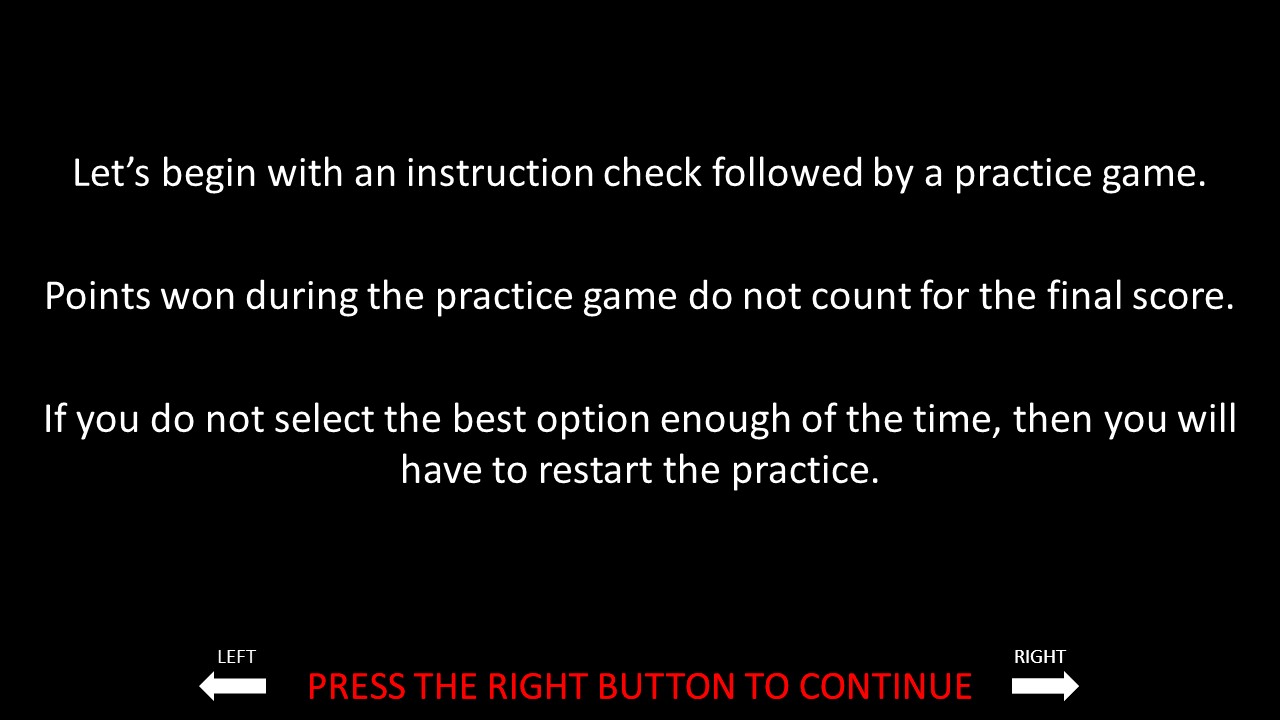 Let’s begin with an instruction check followed by a practice game.
Points won during the practice game do not count for the final score.
If you do not select the best option enough of the time, then you will
have to restart the practice.
LEFT
RIGHT
PRESS THE RIGHT BUTTON TO CONTINUE